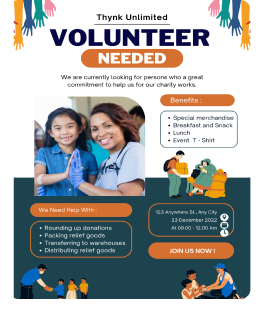 Thynk Unlimited
VOLUNTEER
NEEDED
We are currently looking for persons who a great
commitment to help us for our charity works.
Benefits :
Special merchandise
Breakfast and Snack
Lunch
Event T - Shirt
We Need Help With :
Rounding up donations
Packing relief goods
Transferring to warehouses
Distributing relief goods
123 Anywhere St., Any City
23 December 2022
At 09.00 - 12.00 Am
JOIN US NOW !